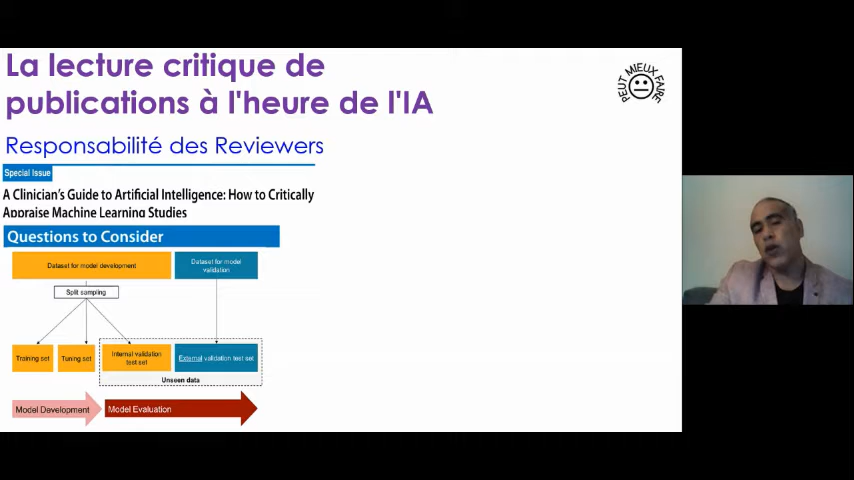 La lecture critique de
publications à l'heure de l'IA
PEUT MIEUX FAIRE
Responsabilité des Reviewers
Special Issue
A Clinician's Guide to Artificial Intelligence: How to Critically
Appraise Machine Learning Studies
Questions to Consider
Dataset for model development
Dataset for model
validation
Split sampling
Training set
Tuning set
Internal validation
test set
External validation test set
Unseen data
Model Development
Model Evaluation